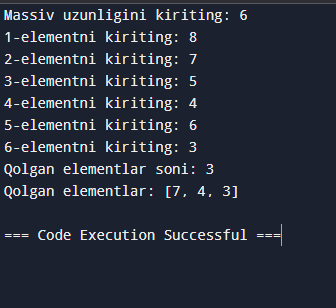 Massiv uzunligini kiriting: 6
1-elementni kiriting: 8
2-elementni kiriting: 7
3-elementni kiriting: 5
4-elementni kiriting: 4
5-elementni kiriting: 6
6-elementni kiriting: 3
Qolgan elementlar soni: 3
Qolgan elementlar: [7, 4, 3]
=== Code Execution Successful ===